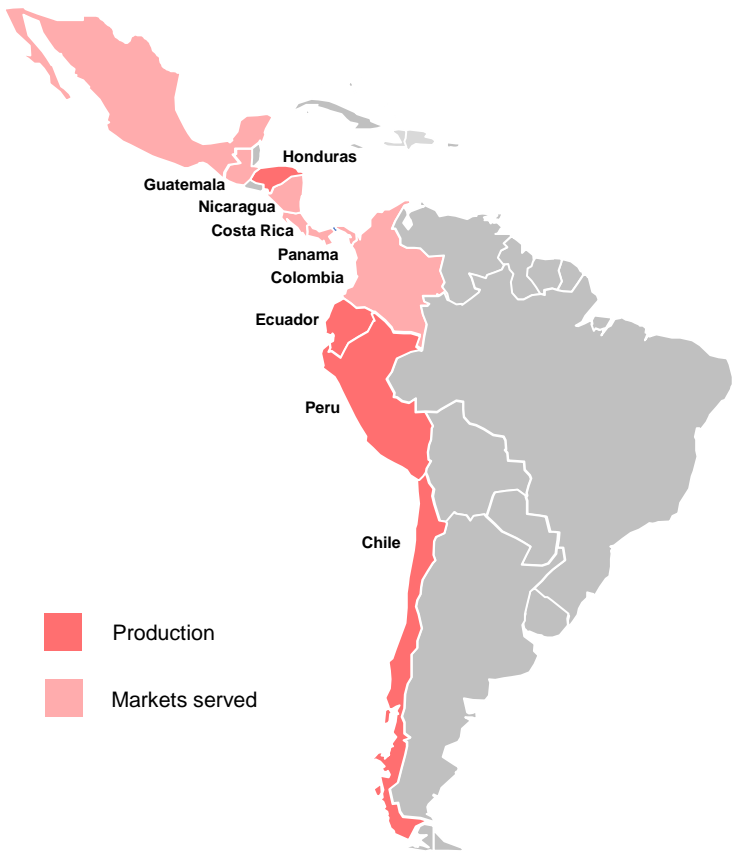 Honduras
Guatemala
Nicaragua
Costa Rica
Panama
Colombia
Ecuador
Peru
Chile
Production
Markets served